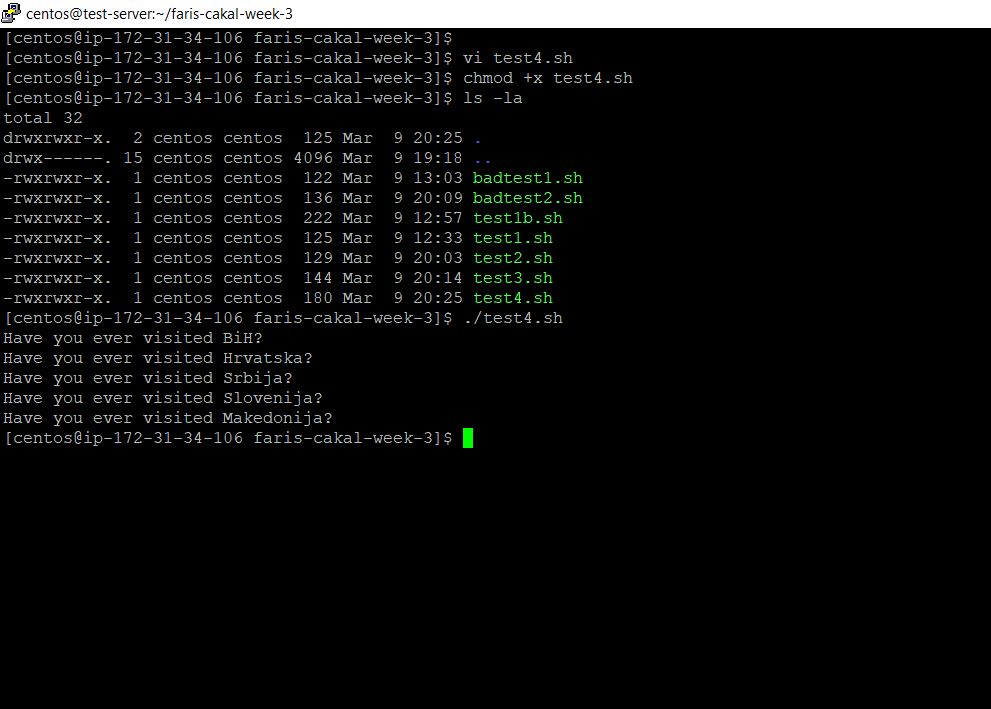 centos@test-server:~/faris-cakal-week-3
[centos@ip-172-31-34-106 faris-cakal-week-3]$
[centos@ip-172-31-34-106 faris-cakal-week-3]$ vi test4.sh
[centos@ip-172-31-34-106 faris-cakal-week-3]$ chmod +x test4.sh
[centos@ip-172-31-34-106 faris-cakal-week-3]$ ls -la
total 32
drwxrwxr-x.  2 centos centos  125 Mar  9 20:25 .
drwx------. 15 centos centos 4096 Mar  9 19:18 ..
-rwxrwxr-x.  1 centos centos  122 Mar  9 13:03 badtest1.sh
-rwxrwxr-x.  1 centos centos  136 Mar  9 20:09 badtest2.sh
-rwxrwxr-x.  1 centos centos  222 Mar  9 12:57 test1b.sh
-rwxrwxr-x.  1 centos centos  125 Mar  9 12:33 test1.sh
-rwxrwxr-x.  1 centos centos  129 Mar  9 20:03 test2.sh
-rwxrwxr-x.  1 centos centos  144 Mar  9 20:14 test3.sh
-rwxrwxr-x.  1 centos centos  180 Mar  9 20:25 test4.sh
[centos@ip-172-31-34-106 faris-cakal-week-3]$ ./test4.sh
Have you ever visited BiH?
Have you ever visited Hrvatska?
Have you ever visited Srbija?
Have you ever visited Slovenija?
Have you ever visited Makedonija?
[centos@ip-172-31-34-106 faris-cakal-week-3]$